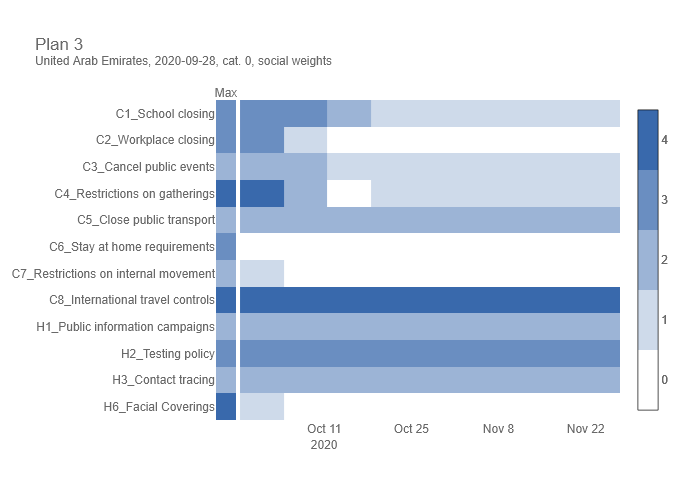 Plan 3
United Arab Emirates, 2020-09-28, cat. 0, social weights
Max
C1_School closing
C2_Workplace closing
C3_Cancel public events
C4_Restrictions on gatherings
C5_Close public transport
C6_Stay at home requirements
C7_Restrictions on internal movement
C8_International travel controls
H1_Public information campaigns
H2_Testing policy
H3_Contact tracing
H6_Facial Coverings
Oct 11
2020
Oct 25
Nov 8
Nov 22
4
3
2
1
0